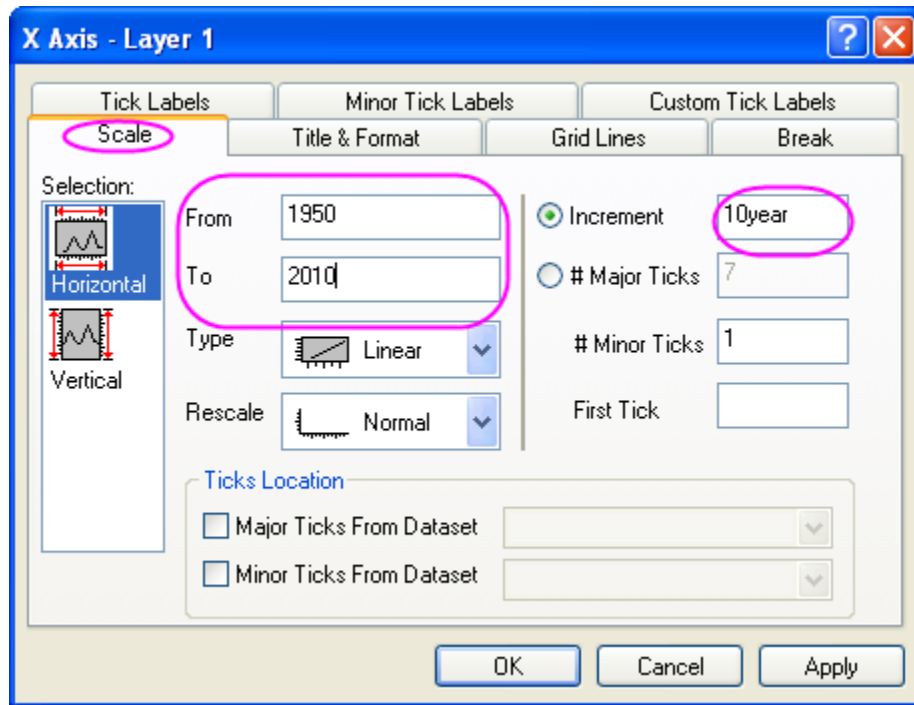 X Axis - Layer 1
?
Tick Labels Minor Tick Labels Custom Tick Labels
Scale Title & Format Grid Lines Break
Selection:
Horizontal
Vertical
From 1950
To 2010
Type Linear
Rescale Normal
Increment 10year
# Major Ticks 7
# Minor Ticks 1
First Tick
Ticks Location
Major Ticks From Dataset
Minor Ticks From Dataset
OK Cancel Apply